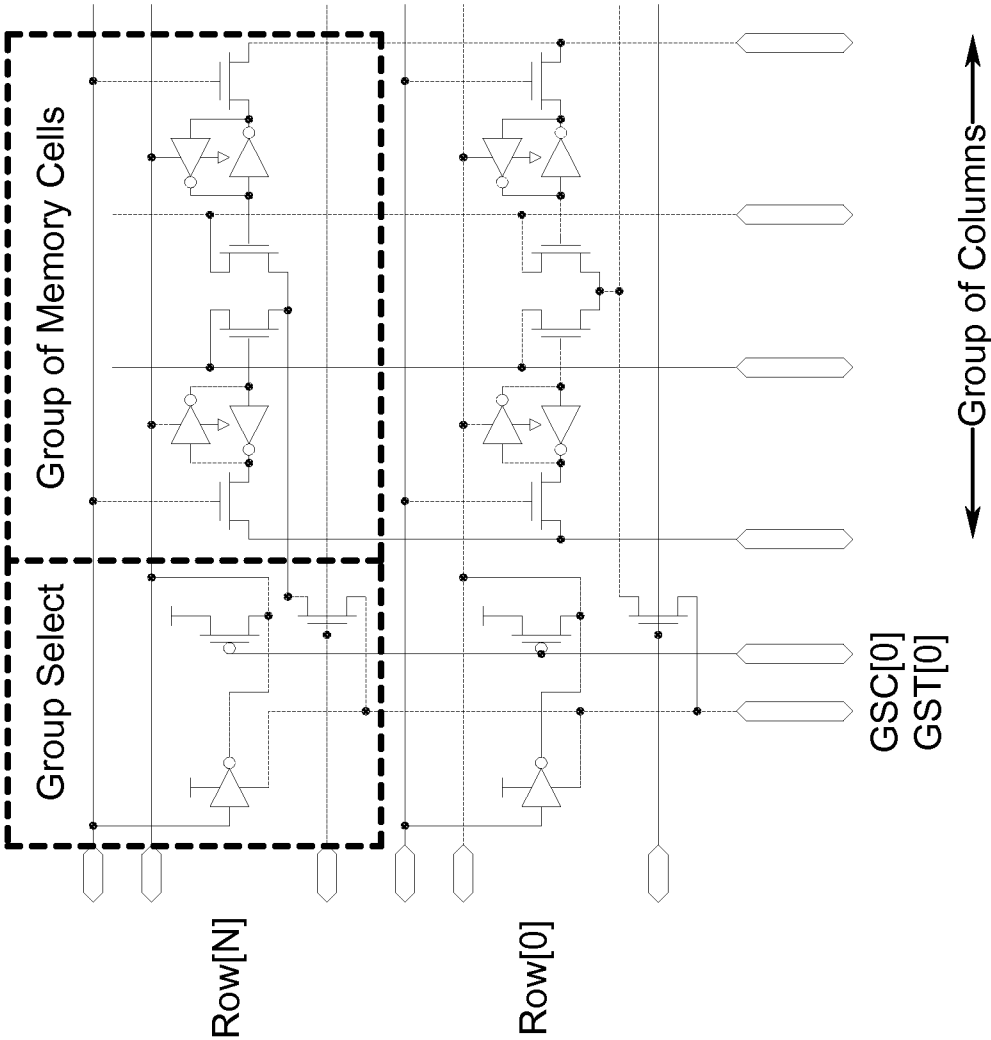 Group of Memory Cells
Group Select
Row[N]
Row[0]
Group of Columns
GSC[0]
GST[0]